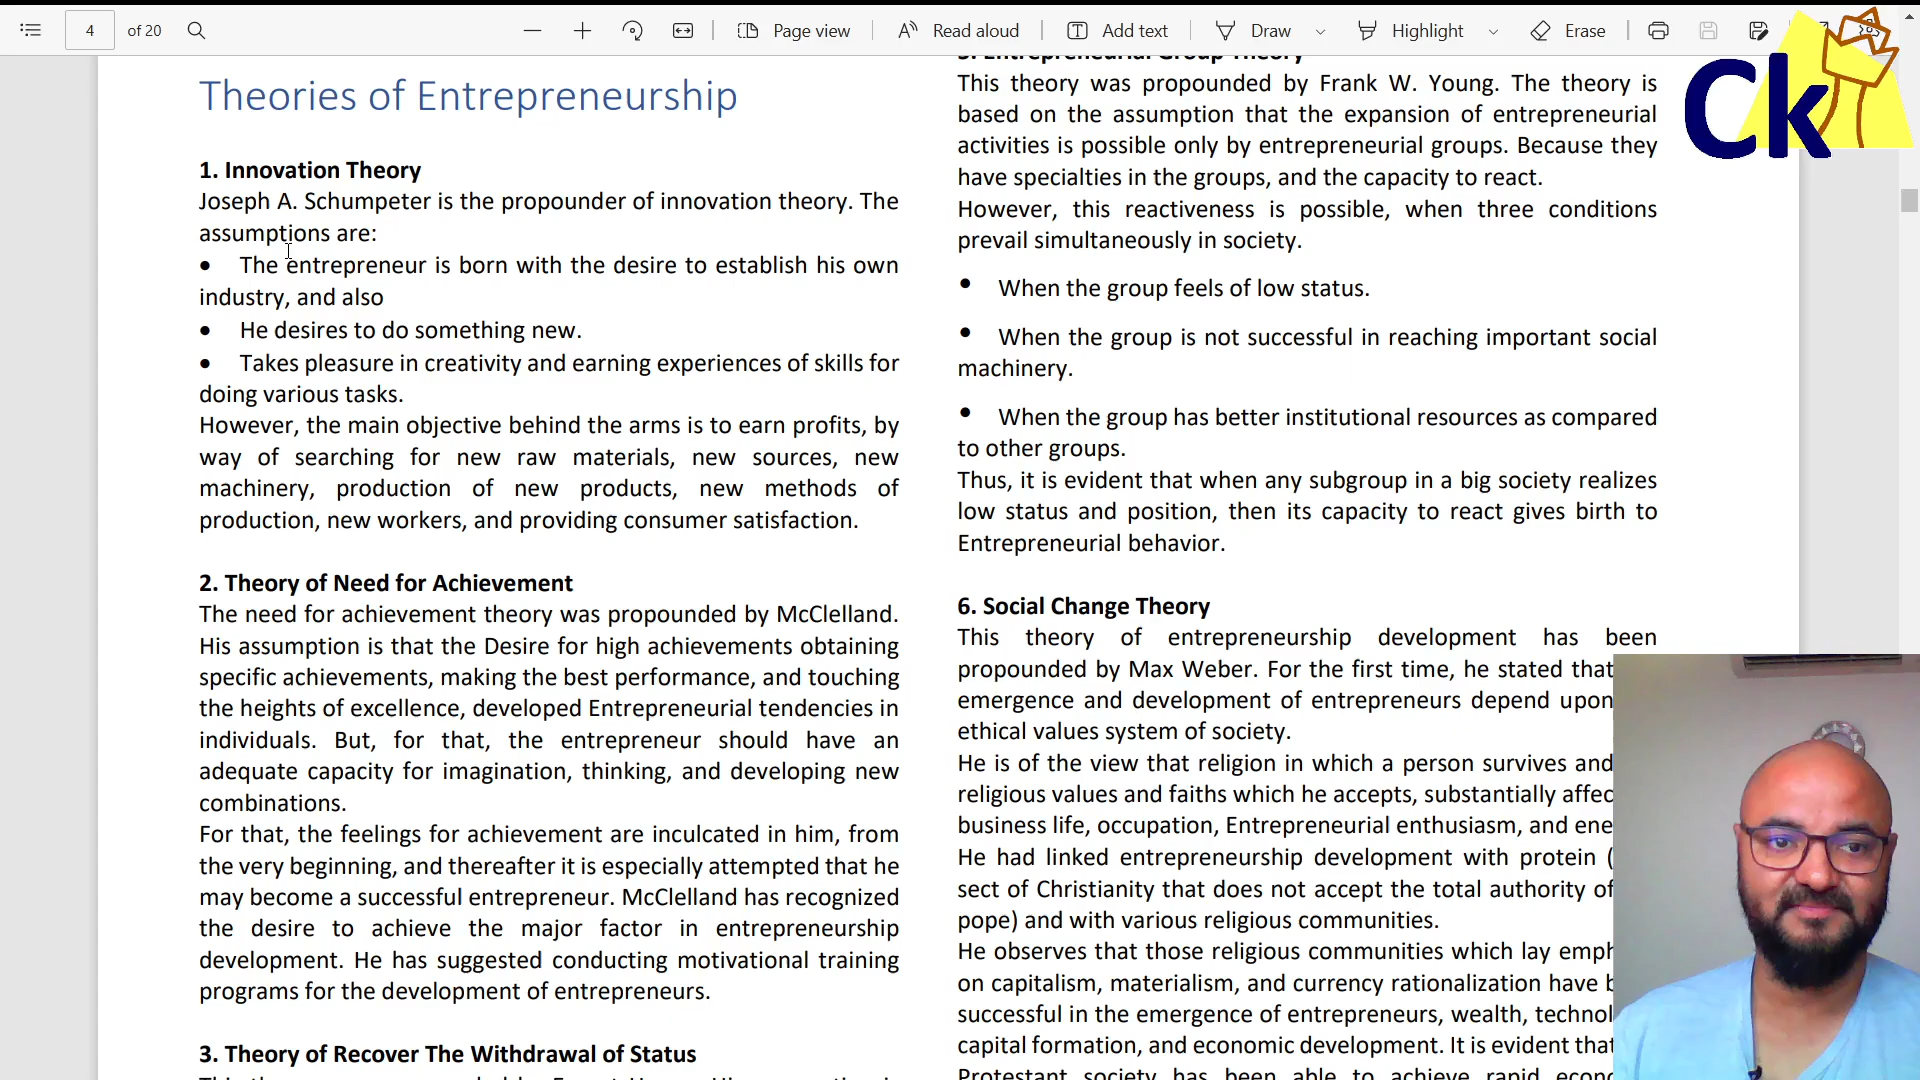 4 of 20 Page view Read aloud Add text Draw Highlight Erase
Ck
Theories of Entrepreneurship
1. Innovation Theory
Joseph A. Schumpeter is the propounder of innovation theory. The
assumptions are:
• The entrepreneur is born with the desire to establish his own
industry, and also
• He desires to do something new.
• Takes pleasure in creativity and earning experiences of skills for
doing various tasks.
However, the main objective behind the arms is to earn profits, by
way of searching for new raw materials, new sources, new
machinery, production of new products, new methods of
production, new workers, and providing consumer satisfaction.
2. Theory of Need for Achievement
The need for achievement theory was propounded by McClelland.
His assumption is that the Desire for high achievements obtaining
specific achievements, making the best performance, and touching
the heights of excellence, developed Entrepreneurial tendencies in
individuals. But, for that, the entrepreneur should have an
adequate capacity for imagination, thinking, and developing new
combinations.
For that, the feelings for achievement are inculcated in him, from
the very beginning, and thereafter it is especially attempted that he
may become a successful entrepreneur. McClelland has recognized
the desire to achieve the major factor in entrepreneurship
development. He has suggested conducting motivational training
programs for the development of entrepreneurs.
3. Theory of Recover The Withdrawal of Status
Entrepreneurial Group Theory
This theory was propounded by Frank W. Young. The theory is
based on the assumption that the expansion of entrepreneurial
activities is possible only by entrepreneurial groups. Because they
have specialties in the groups, and the capacity to react.
However, this reactiveness is possible, when three conditions
prevail simultaneously in society.
• When the group feels of low status.
• When the group is not successful in reaching important social
machinery.
• When the group has better institutional resources as compared
to other groups.
Thus, it is evident that when any subgroup in a big society realizes
low status and position, then its capacity to react gives birth to
Entrepreneurial behavior.
6. Social Change Theory
This theory of entrepreneurship development has been
propounded by Max Weber. For the first time, he stated that
emergence and development of entrepreneurs depend upon
ethical values system of society.
He is of the view that religion in which a person survives and
religious values and faiths which he accepts, substantially affec
business life, occupation, Entrepreneurial enthusiasm, and ene
He had linked entrepreneurship development with protein (
sect of Christianity that does not accept the total authority of
pope) and with various religious communities.
He observes that those religious communities which lay emph
on capitalism, materialism, and currency rationalization have
successful in the emergence of entrepreneurs, wealth, technol
capital formation, and economic development. It is evident that
Protestant society has been able to achieve rapid econo